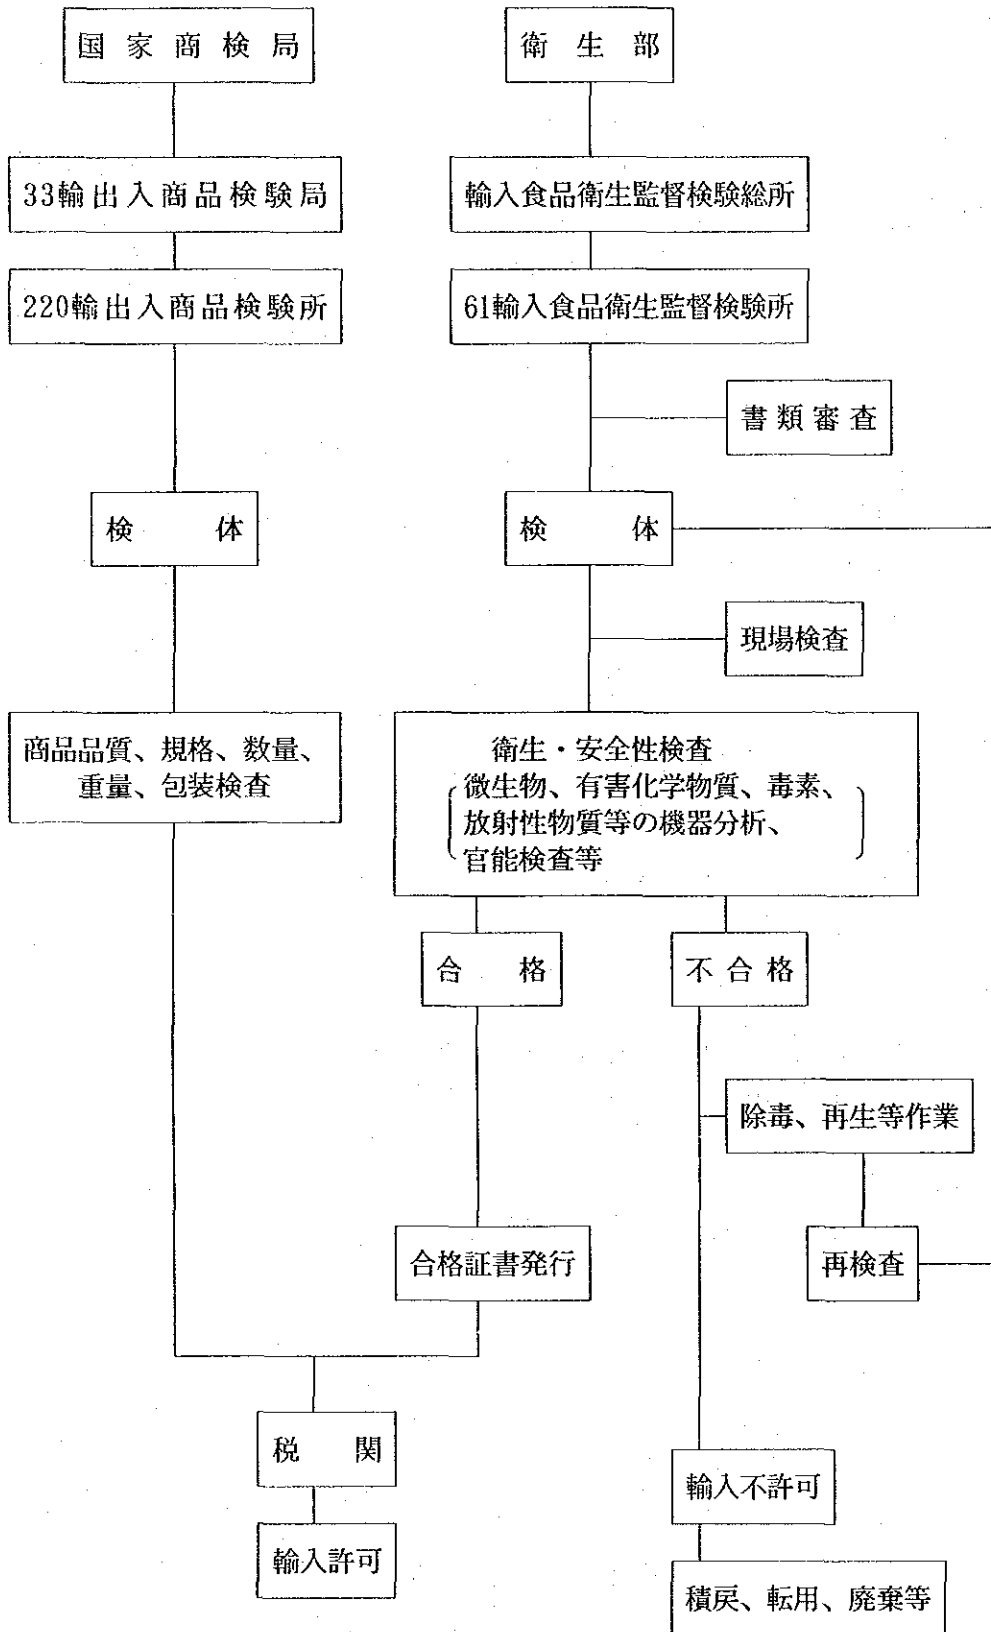 国家商検局
衛生部
33輸出入商品検験局
輸入食品衛生監督検験総所
220輸出入商品検験所
61輸入食品衛生監督検験所
書類審査
検体
検体
現場検査
商品品質、規格、数量、
重量、包装検査
衛生・安全性検査
微生物、有害化学物質、毒素、
放射性物質等の機器分析、
官能検査等
合格
不合格
除毒、再生等作業
合格証書発行
再検査
税関
輸入不許可
輸入許可
積戻、転用、廃棄等